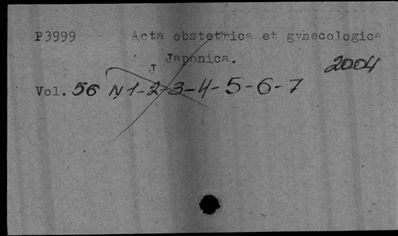 P3999 Acta obstetrica et gynecologica
Japonica. 2004
J
Vol. 56 N 1-2-3-4-5-6-7